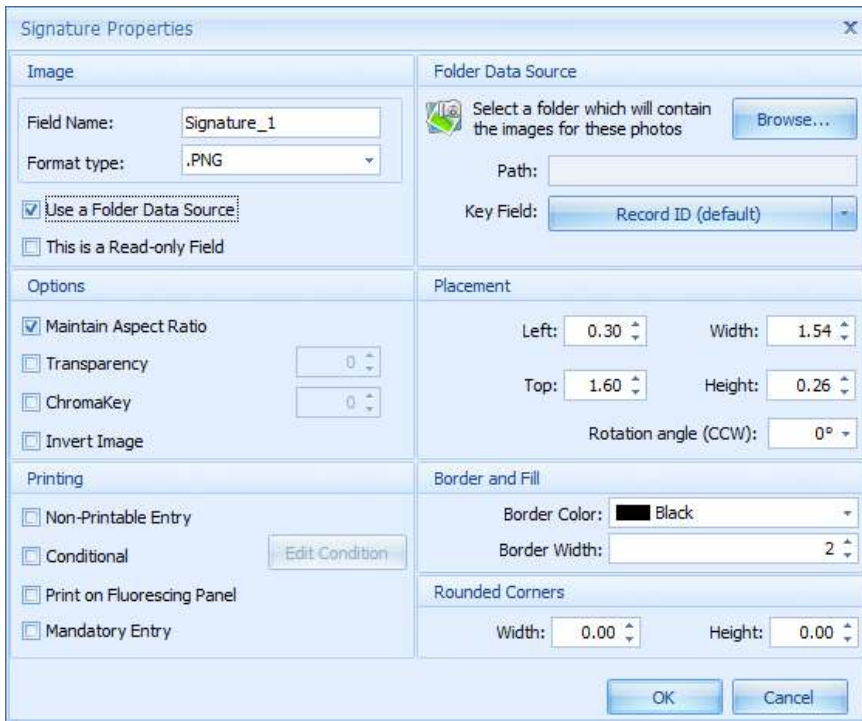 Signature Properties
Image
Field Name: Signature_1
Format type: .PNG
Use a Folder Data Source
This is a Read-only Field
Folder Data Source
Select a folder which will contain
the images for these photos
Browse...
Path:
Key Field: Record ID (default)
Options
Maintain Aspect Ratio
Transparency 0
ChromaKey 0
Invert Image
Placement
Left: 0.30 Width: 1.54
Top: 1.60 Height: 0.26
Rotation angle (CCW): 0°
Printing
Non-Printable Entry
Conditional Edit Condition
Print on Fluorescing Panel
Mandatory Entry
Border and Fill
Border Color: Black
Border Width: 2
Rounded Corners
Width: 0.00 Height: 0.00
OK Cancel